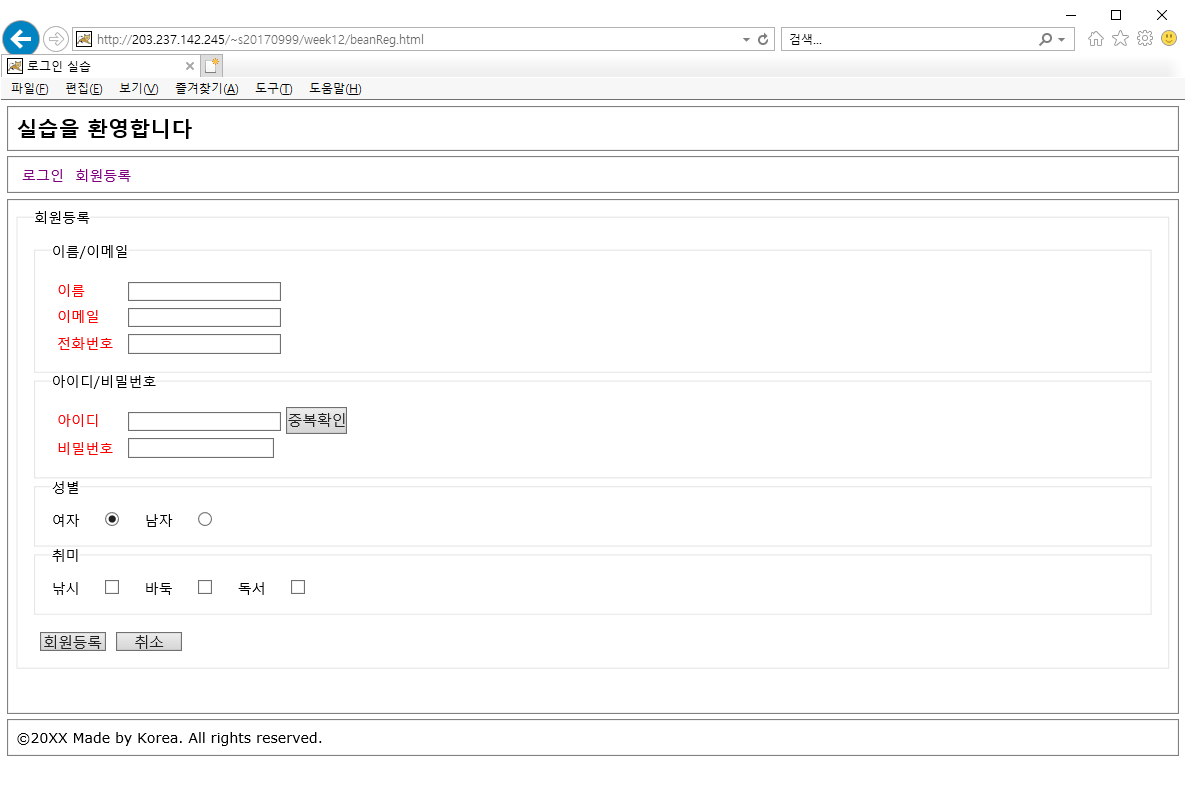 http://203.237.142.245/~s20170999/week12/beanReg.html 검색...
로그인 실습
파일(F) 편집(E) 보기(V) 즐겨찾기(A) 도구(T) 도움말(H)
실습을 환영합니다
로그인 회원등록
회원등록
이름/이메일
이름
이메일
전화번호
아이디/비밀번호
아이디 중복확인
비밀번호
성별
여자 남자
취미
낚시 바둑 독서
회원등록 취소
©20XX Made by Korea. All rights reserved.